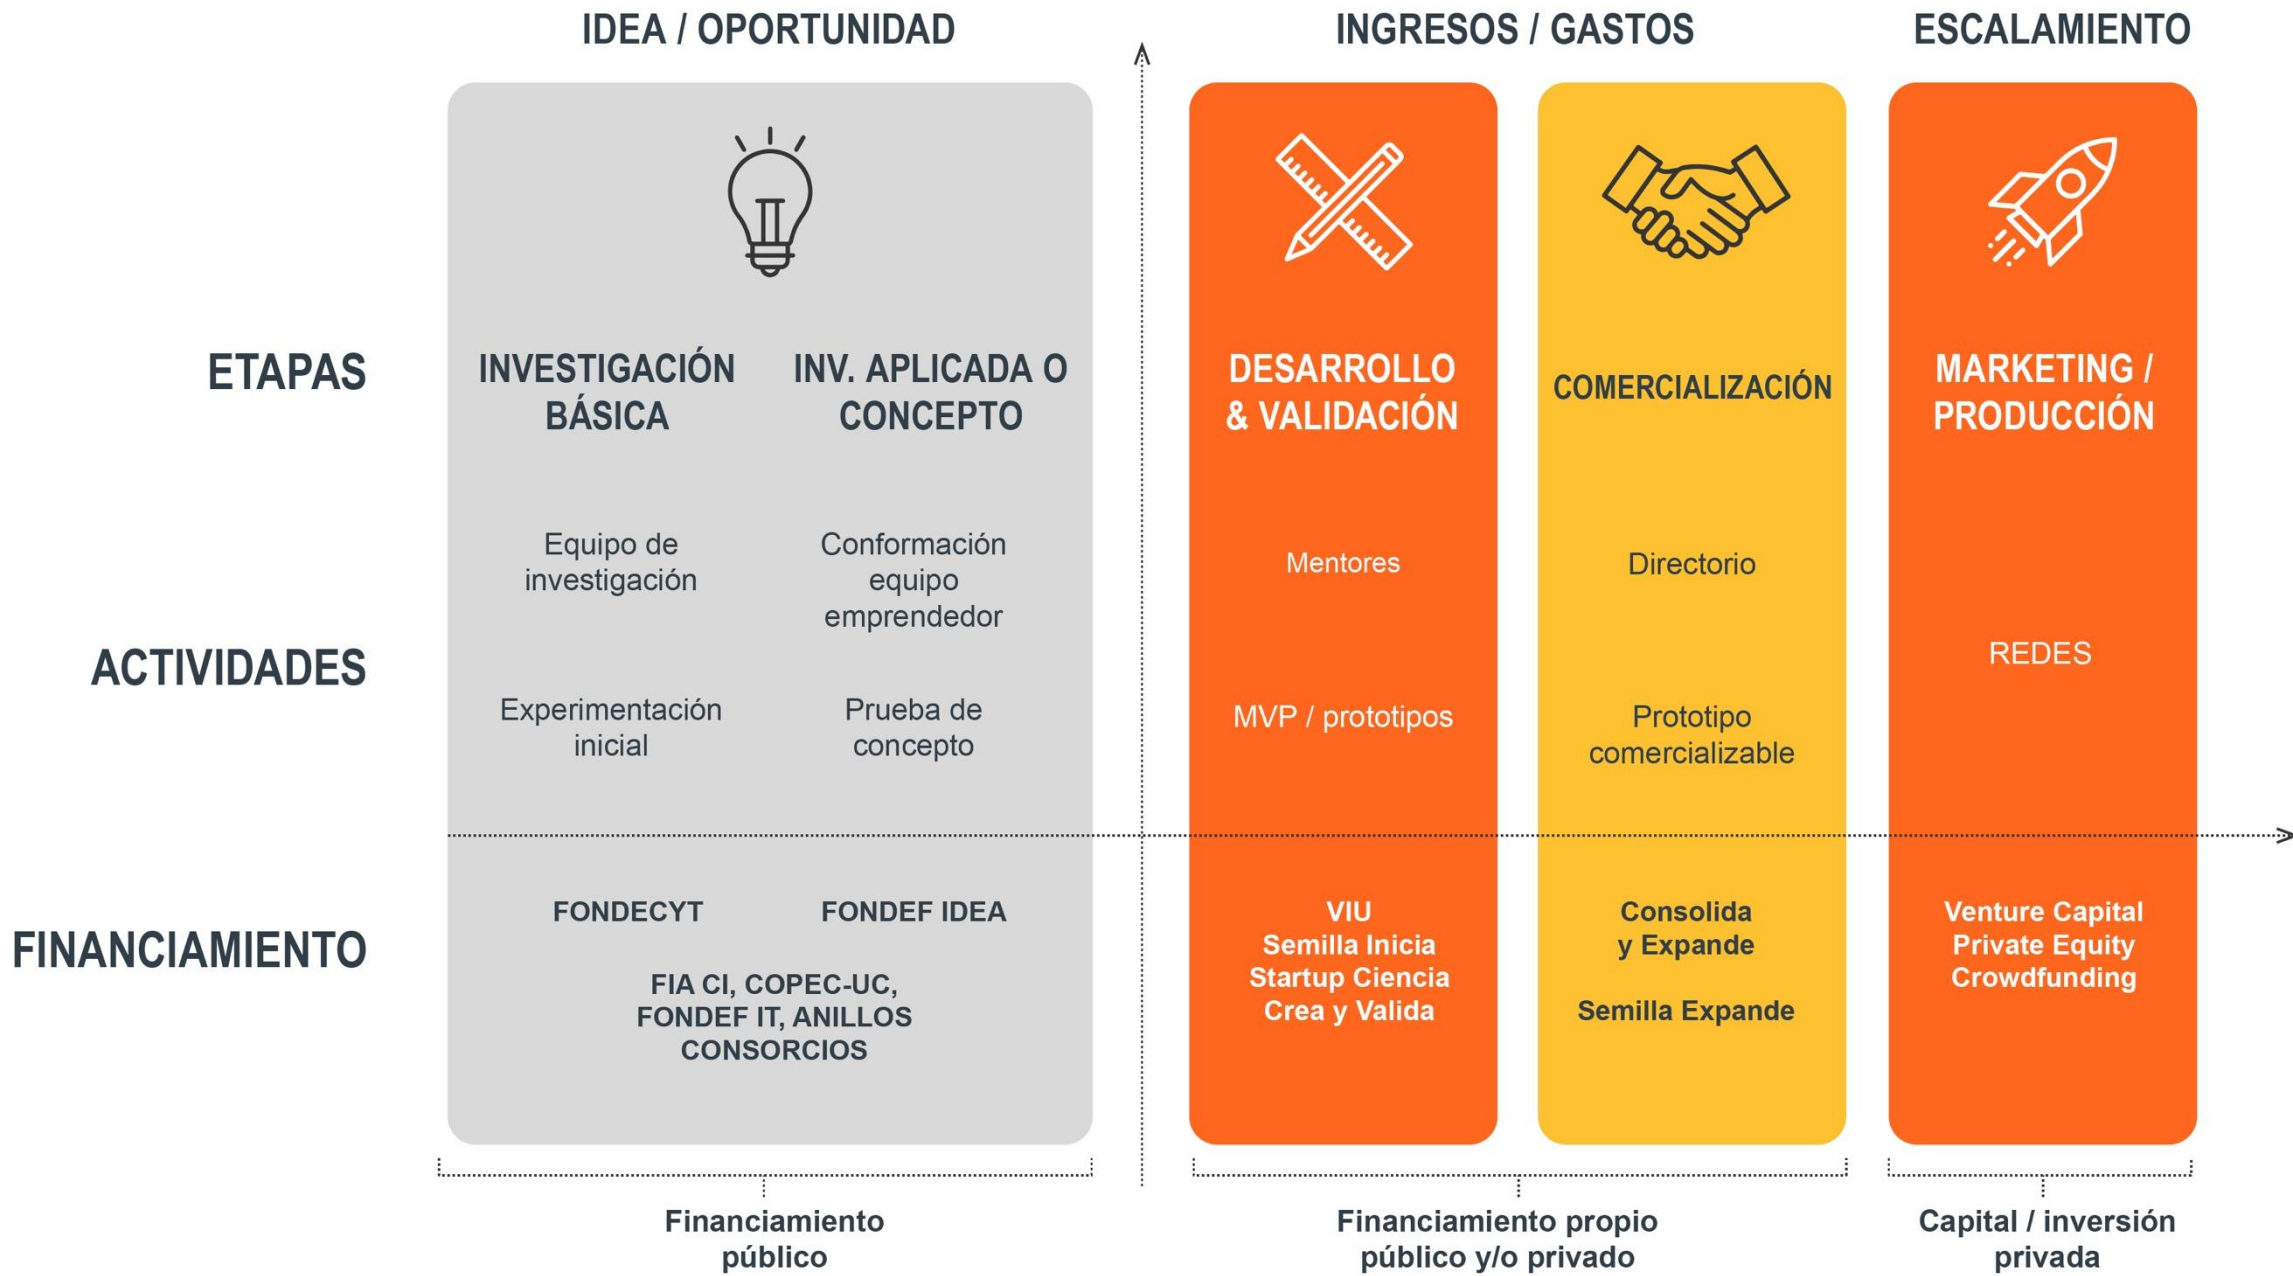 IDEA / OPORTUNIDAD
INGRESOS / GASTOS
ESCALAMIENTO
ETAPAS
INVESTIGACIÓN
BÁSICA
INV. APLICADA O
CONCEPTO
DESARROLLO
& VALIDACIÓN
COMERCIALIZACIÓN
MARKETING /
PRODUCCIÓN
ACTIVIDADES
Equipo de
investigación
Conformación
equipo
emprendedor
Mentores
Directorio
REDES
Experimentación
inicial
Prueba de
concepto
MVP / prototipos
Prototipo
comercializable
FINANCIAMIENTO
FONDECYT
FONDEF IDEA
FIA CI, COPEC-UC,
FONDEF IT, ANILLOS
CONSORCIOS
VIU
Semilla Inicia
Startup Ciencia
Crea y Valida
Consolida
y Expande
Semilla Expande
Venture Capital
Private Equity
Crowdfunding
Financiamiento
público
Financiamiento propio
público y/o privado
Capital / inversión
privada